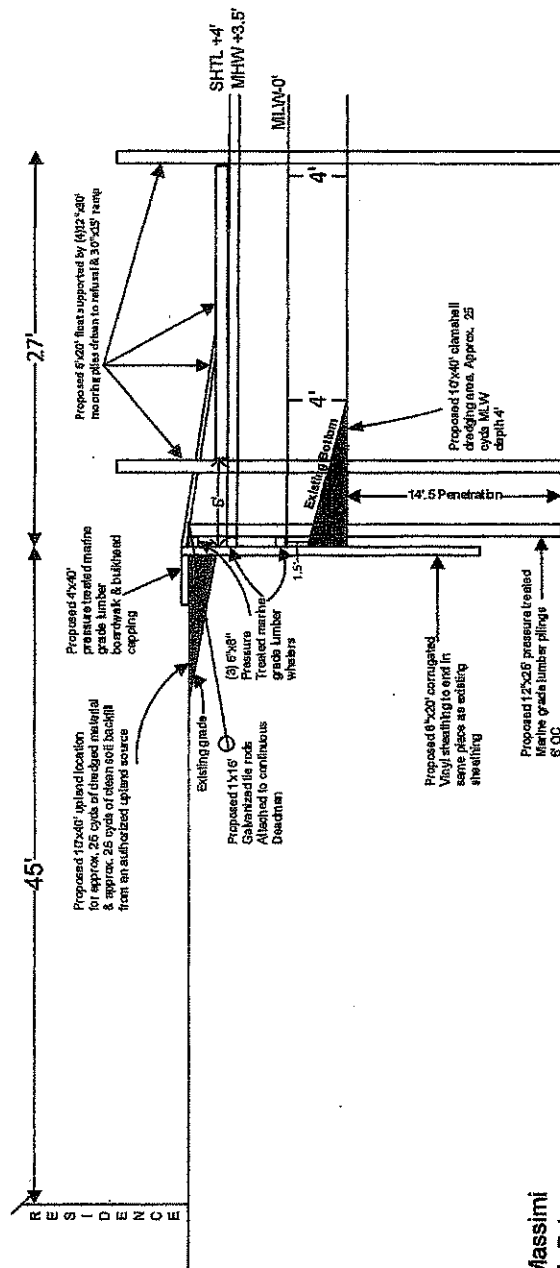 45'
27'
RESIDENCE
Proposed 10'x40' upland location
for approx. 25 cyds of dredged material
& approx. 25 cyds of clean soil backfill
from an authorized upland source
Existing grade
Proposed 4'x40'
pressure treated marine
grade lumber
boardwalk & bulkhead
capping
Proposed 6'x20' float supported by (4)12"x30'
mooring piles driven to refusal & 30"x15' ramp
SHTL +4'
MHW +3.5'
MLW-0'
4'
4'
6'
1.5'
Existing Bottom
Proposed 1'x15'
Galvanized tie rods
Attached to continuous
Deadman
(3) 6"x8"
Pressure
Treated marine
grade lumber
whalers
Proposed 10'x40' clamshell
dredging area. Approx. 25
cyds MLW
depth 4'
14'.5 Penetration
Proposed 8"x20' corrugated
Vinyl sheathing to end in
same place as existing
sheathing
Proposed 12"x25' pressure treated
Marine grade lumber pilings
6' OC
Massimi